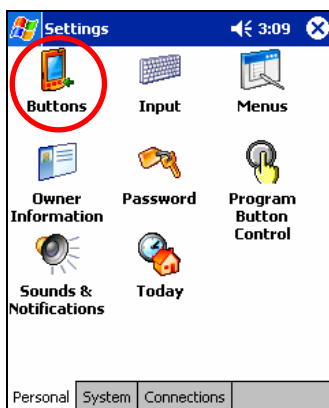 Settings 3:09
Buttons Input Menus
Owner Information Password Program Button Control
Sounds & Notifications Today
Personal System Connections